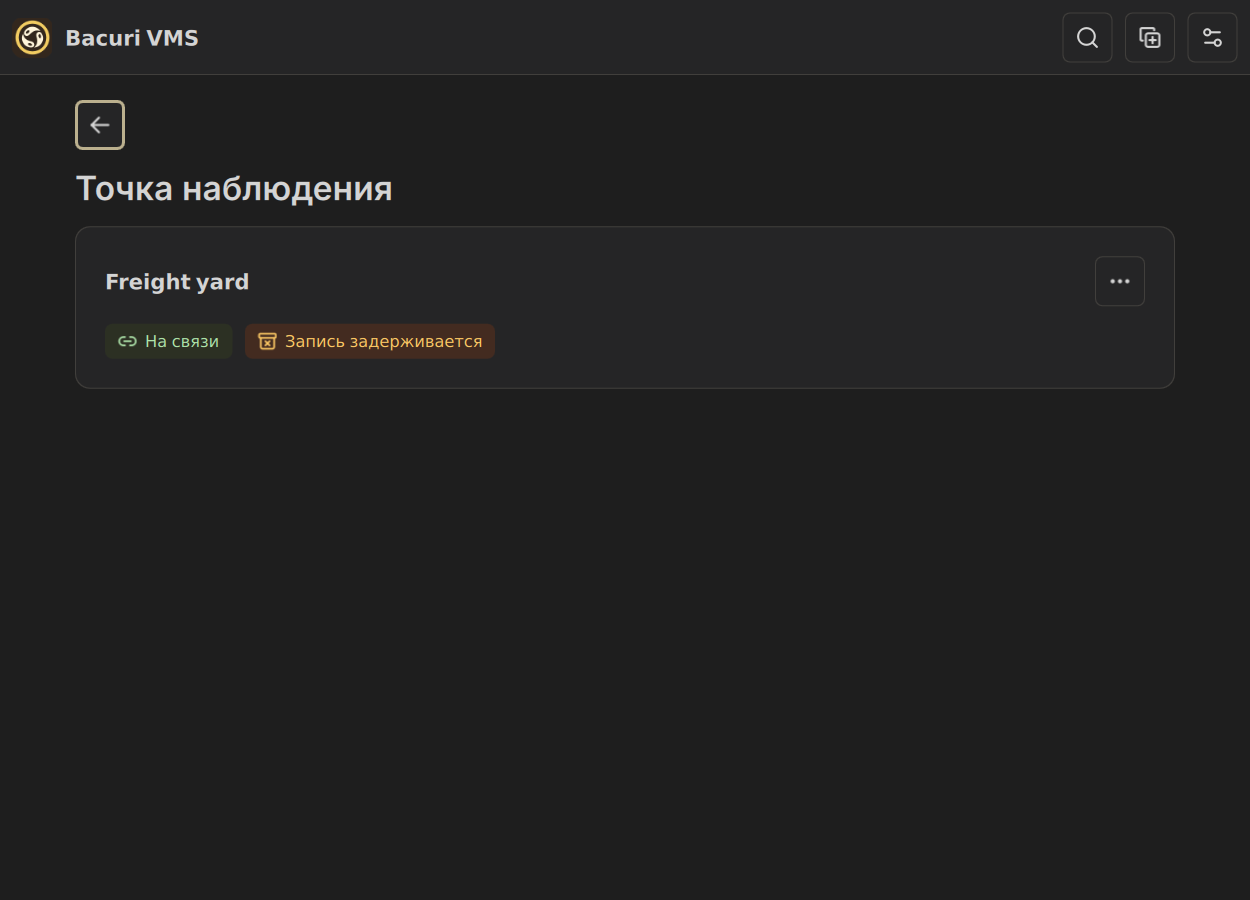 Bacuri VMS
Точка наблюдения
Freight yard
На связи
Запись задерживается